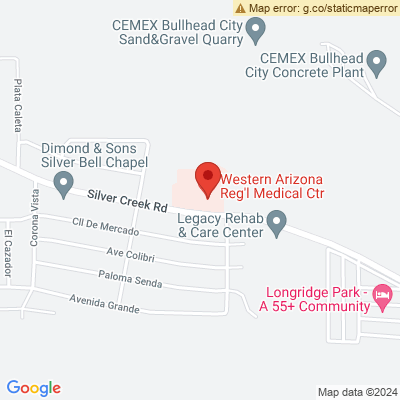 Map error: g.co/staticmaperror
CEMEX Bullhead City
Sand&Gravel Quarry
CEMEX Bullhead
City Concrete Plant
Plata Caleta
Dimond & Sons
Silver Bell Chapel
Western Arizona
Reg'l Medical Ctr
Silver Creek Rd
Legacy Rehab
& Care Center
Corona Vista
El Cazador
Cll De Mercado
Ave Colibri
Paloma Senda
Avenida Grande
Longridge Park -
A 55+ Community
Google
Map data ©2024